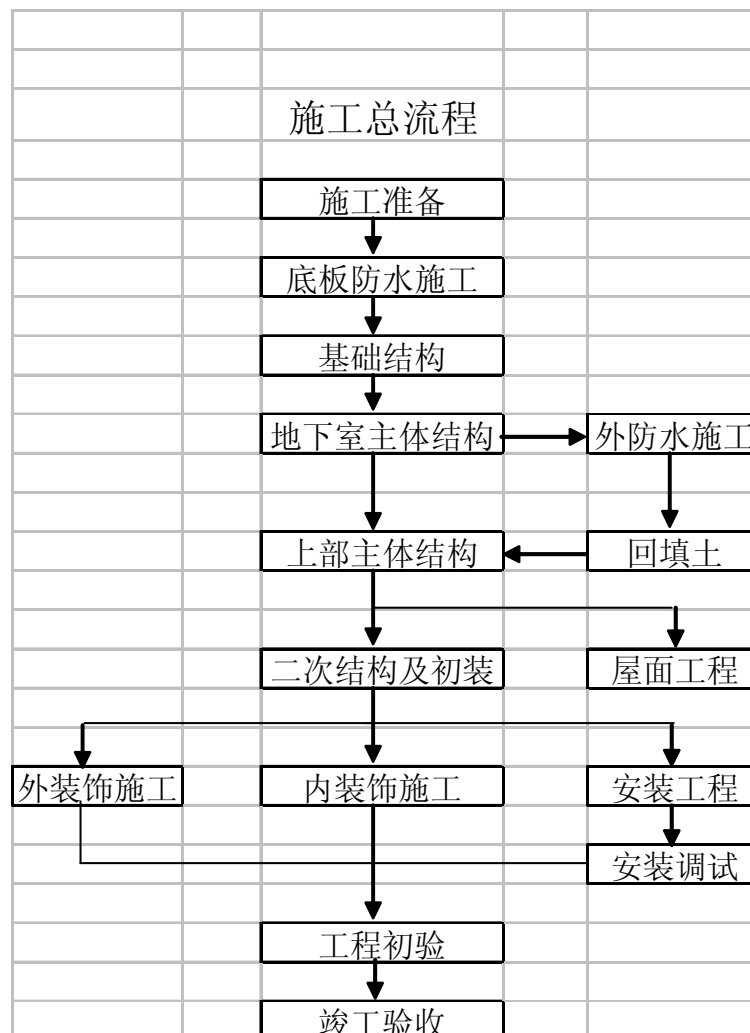 施工总流程
施工准备
底板防水施工
基础结构
地下室主体结构
外防水施工
上部主体结构
回填土
二次结构及初装
屋面工程
外装饰施工
内装饰施工
安装工程
安装调试
工程初验
竣工验收